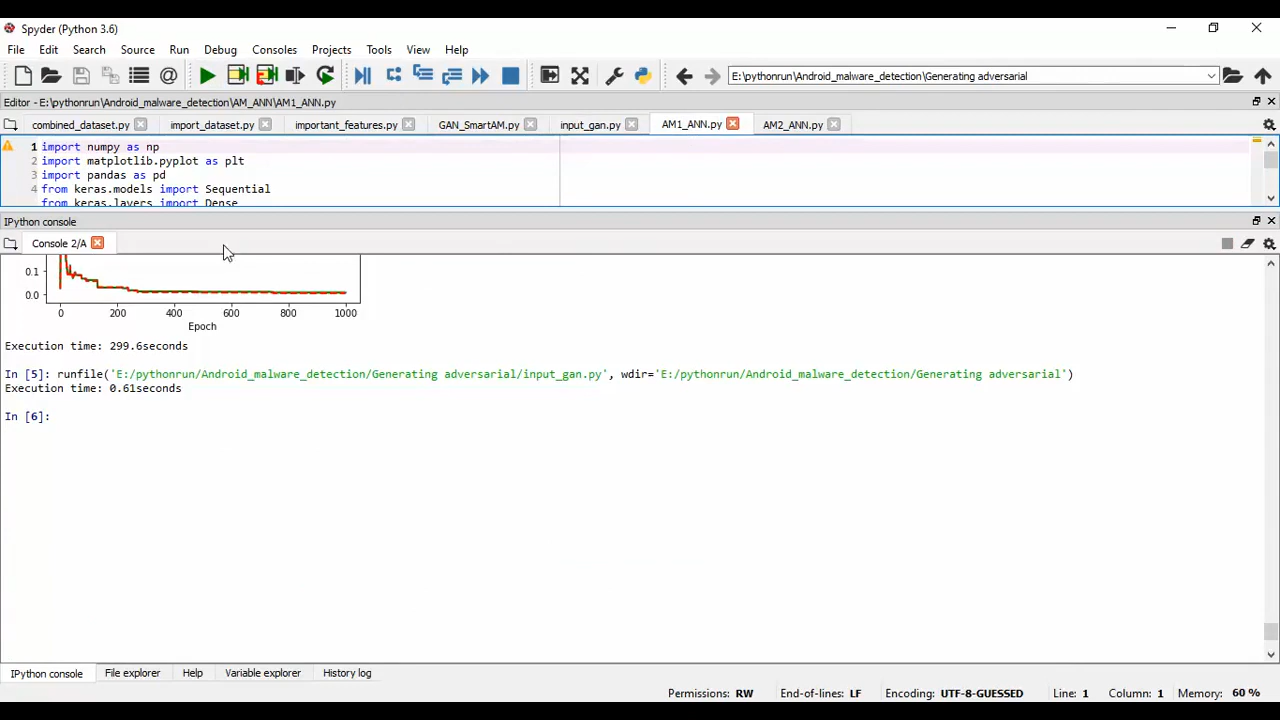 Spyder (Python 3.6)
File Edit Search Source Run Debug Consoles Projects Tools View Help
E:\pythonrun\Android_malware_detection\Generating adversarial
Editor - E:\pythonrun\Android_malware_detection\AM_ANN\AM1_ANN.py
combined_dataset.py import_dataset.py important_features.py GAN_SmartAM.py input_gan.py AM1_ANN.py AM2_ANN.py
1 import numpy as np
2 import matplotlib.pyplot as plt
3 import pandas as pd
4 from keras.models import Sequential
from keras.layers import Dense
IPython console
Console 2/A
0.1
0.0
0 200 400 600 800 1000
Epoch
Execution time: 299.6seconds
In [5]: runfile('E:/pythonrun/Android_malware_detection/Generating adversarial/input_gan.py', wdir='E:/pythonrun/Android_malware_detection/Generating adversarial')
Execution time: 0.61seconds
In [6]:
IPython console File explorer Help Variable explorer History log
Permissions: RW End-of-lines: LF Encoding: UTF-8-GUESSED Line: 1 Column: 1 Memory: 60 %